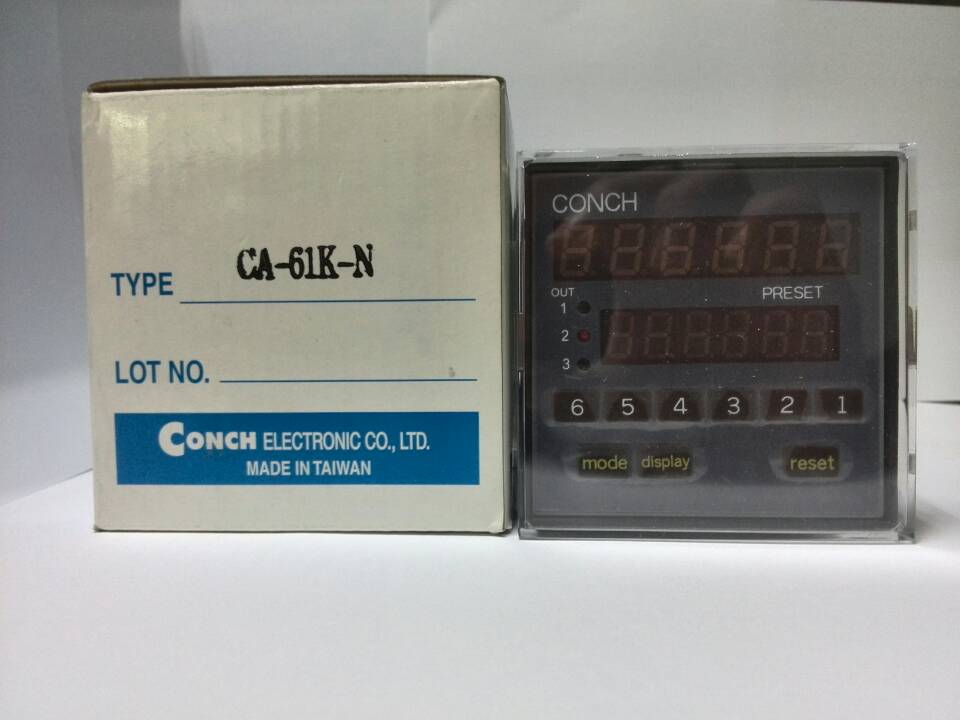 TYPE CA-61K-N
LOT NO.
CONCH ELECTRONIC CO., LTD.
MADE IN TAIWAN
CONCH
OUT
PRESET
1
2
3
6 5 4 3 2 1
mode display reset